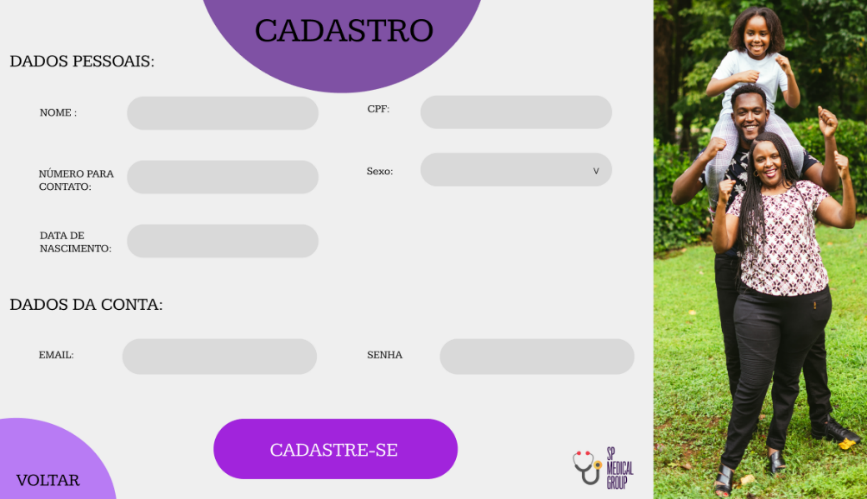 CADASTRO
DADOS PESSOAIS:
NOME :
CPF:
NÚMERO PARA
CONTATO:
Sexo:
V
DATA DE
NASCIMENTO:
DADOS DA CONTA:
EMAIL:
SENHA
CADASTRE-SE
VOLTAR
SP
MEDICAL
GROUP